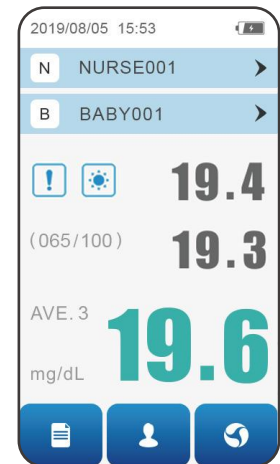 2019/08/05 15:53
N NURSE001
B BABY001
! 19.4
(065/100) 19.3
AVE. 3 19.6
mg/dL